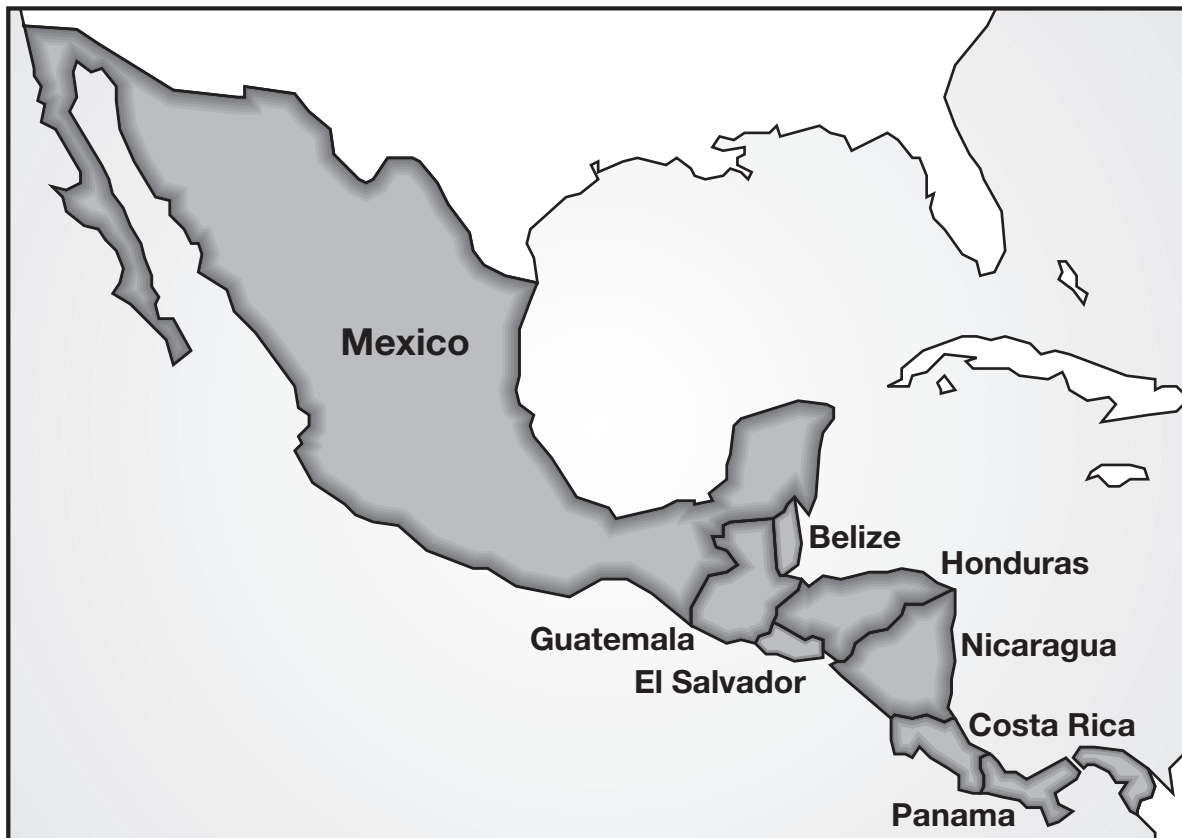 Mexico
Belize
Honduras
Guatemala
Nicaragua
El Salvador
Costa Rica
Panama